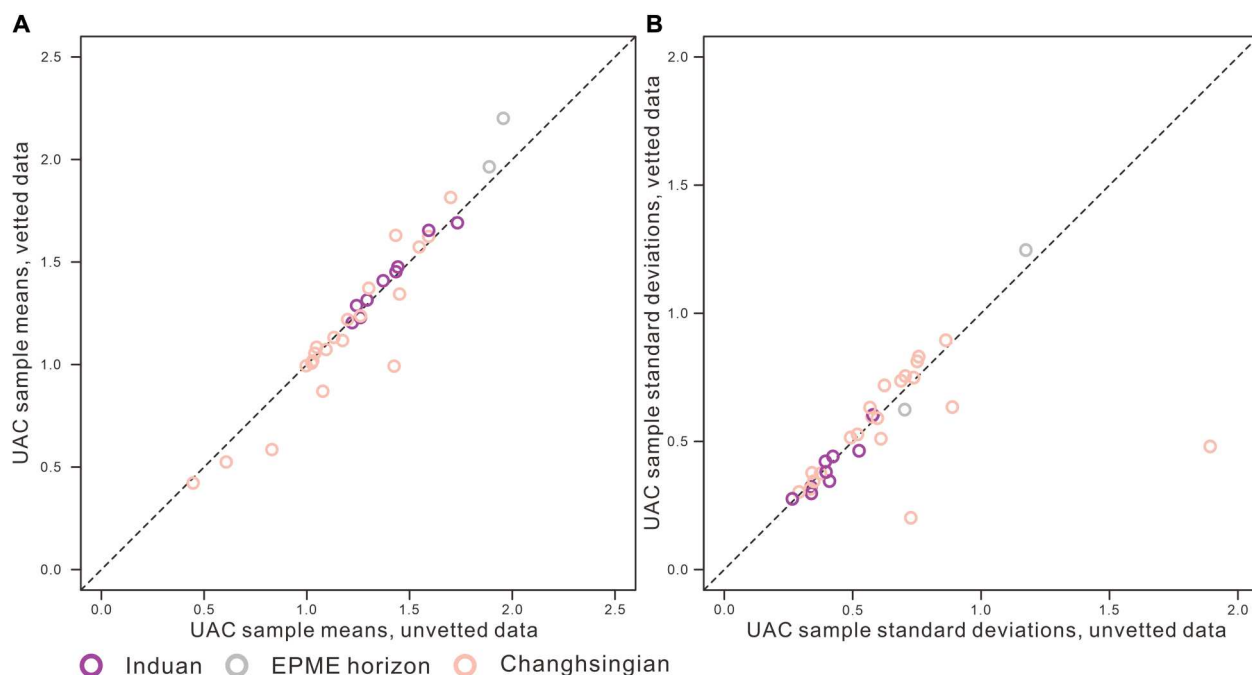 A
B
UAC sample means, vetted data
2.5
2.0
1.5
1.0
0.5
0.0
0.0 0.5 1.0 1.5 2.0 2.5
UAC sample means, unvetted data
UAC sample standard deviations, vetted data
2.0
1.5
1.0
0.5
0.0
0.0 0.5 1.0 1.5 2.0
UAC sample standard deviations, unvetted data
Induan EPME horizon Changhsingian